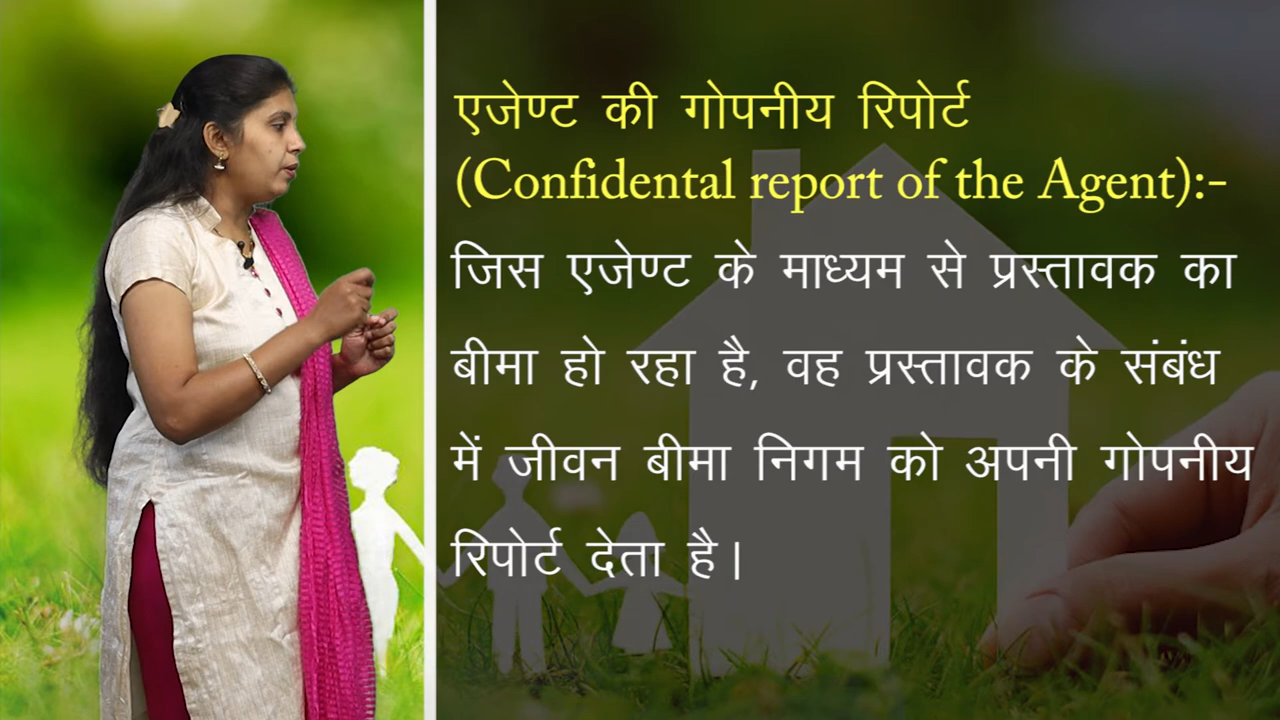 एजेण्ट की गोपनीय रिपोर्ट
(Confidental report of the Agent):-
जिस एजेण्ट के माध्यम से प्रस्तावक का
बीमा हो रहा है, वह प्रस्तावक के संबंध
में जीवन बीमा निगम को अपनी गोपनीय
रिपोर्ट देता है।